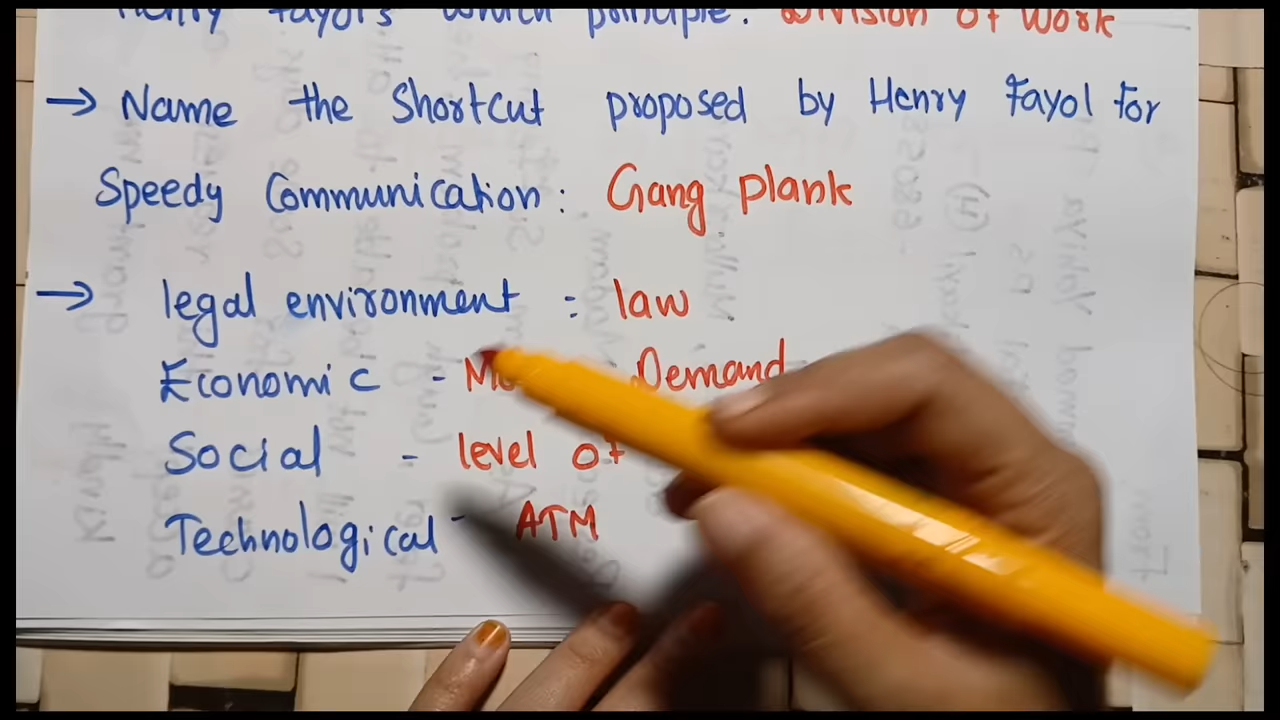 Henry Fayol's which principle: Division of Work
→ Name the Shortcut proposed by Henry Fayol for
Speedy Communication: Gang plank
→ legal environment : law
Economic - Demand
Social - level of
Technological - ATM